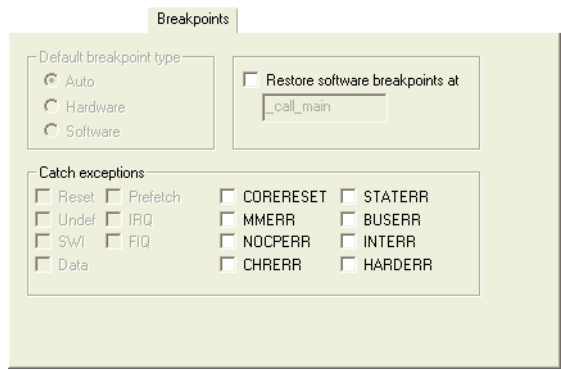 Breakpoints
Default breakpoint type
Auto
Hardware
Software
Restore software breakpoints at
_call_main
Catch exceptions
Reset Prefetch CORERESET STATERR
Undef IRQ MMERR BUSERR
SWI FIQ NOCPERR INTERR
Data CHRERR HARDERR